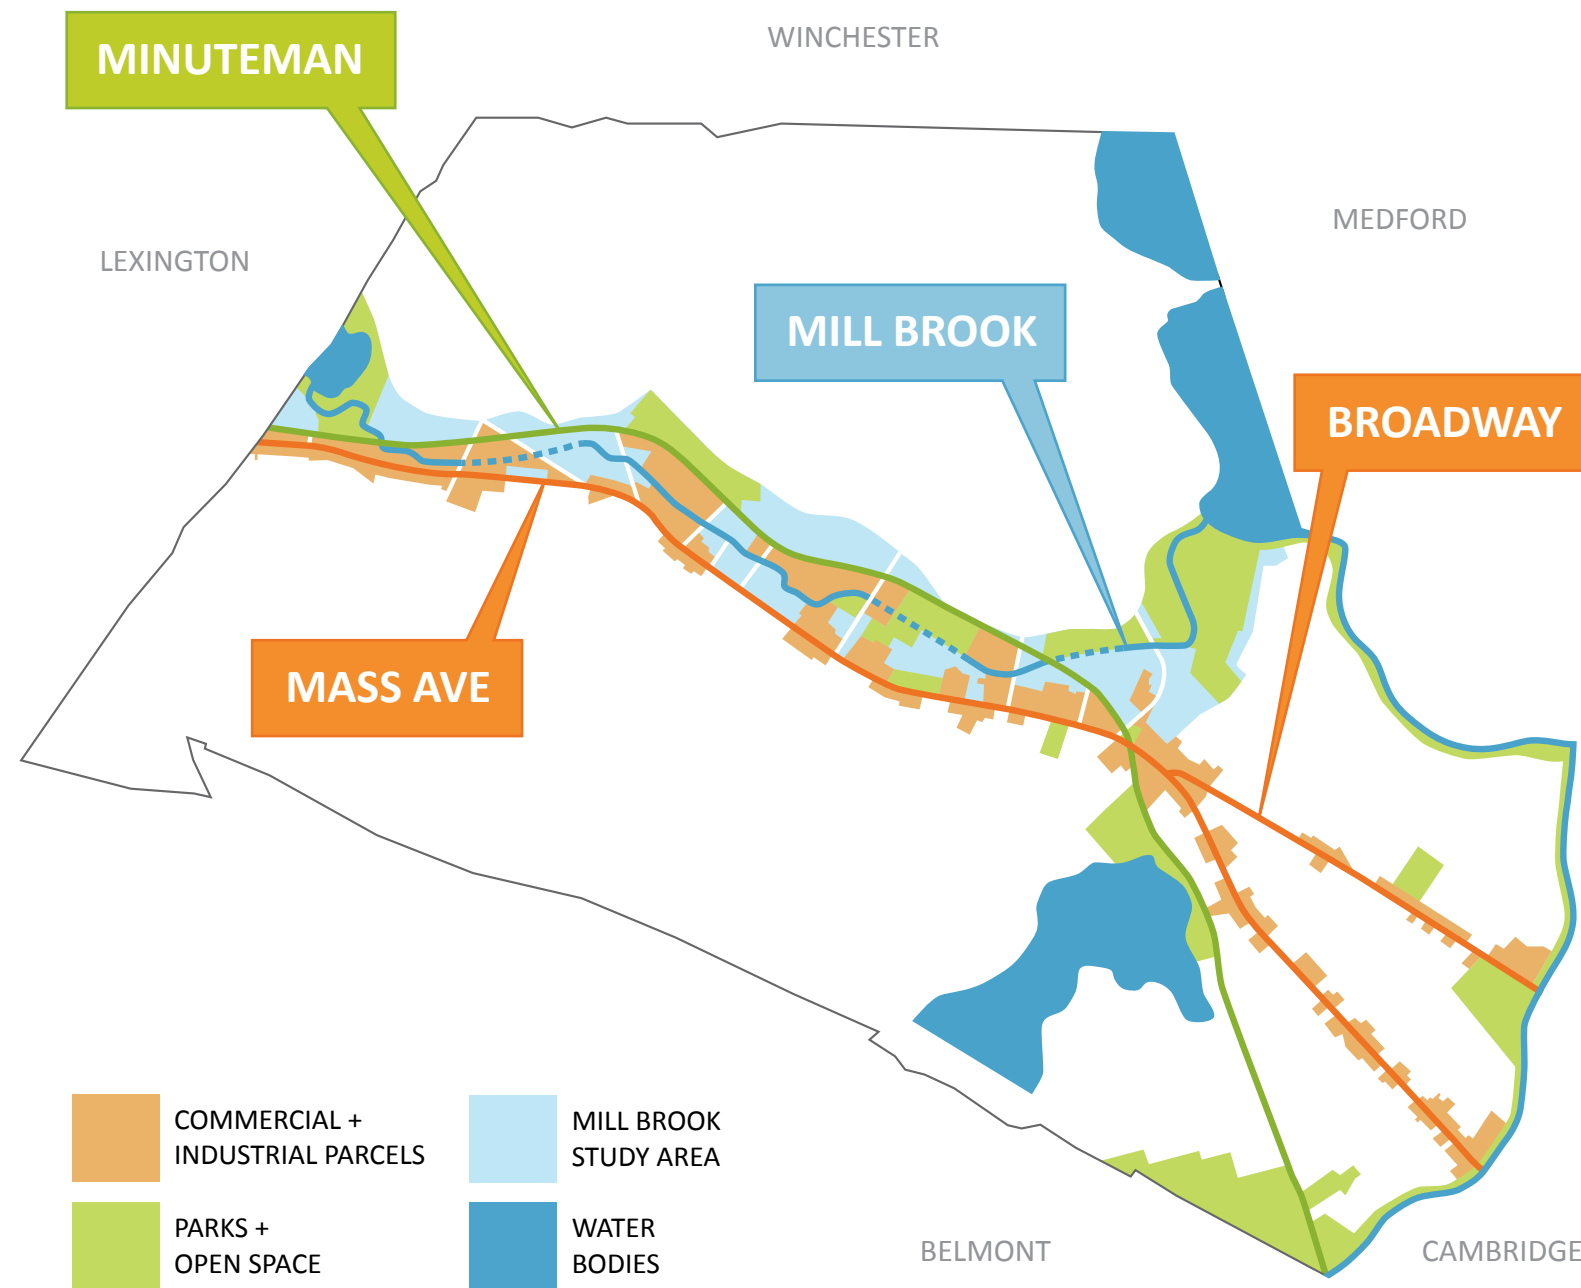 WINCHESTER
MINUTEMAN
MEDFORD
LEXINGTON
MILL BROOK
BROADWAY
MASS AVE
COMMERCIAL +
INDUSTRIAL PARCELS
MILL BROOK
STUDY AREA
PARKS +
OPEN SPACE
WATER
BODIES
BELMONT
CAMBRIDGE